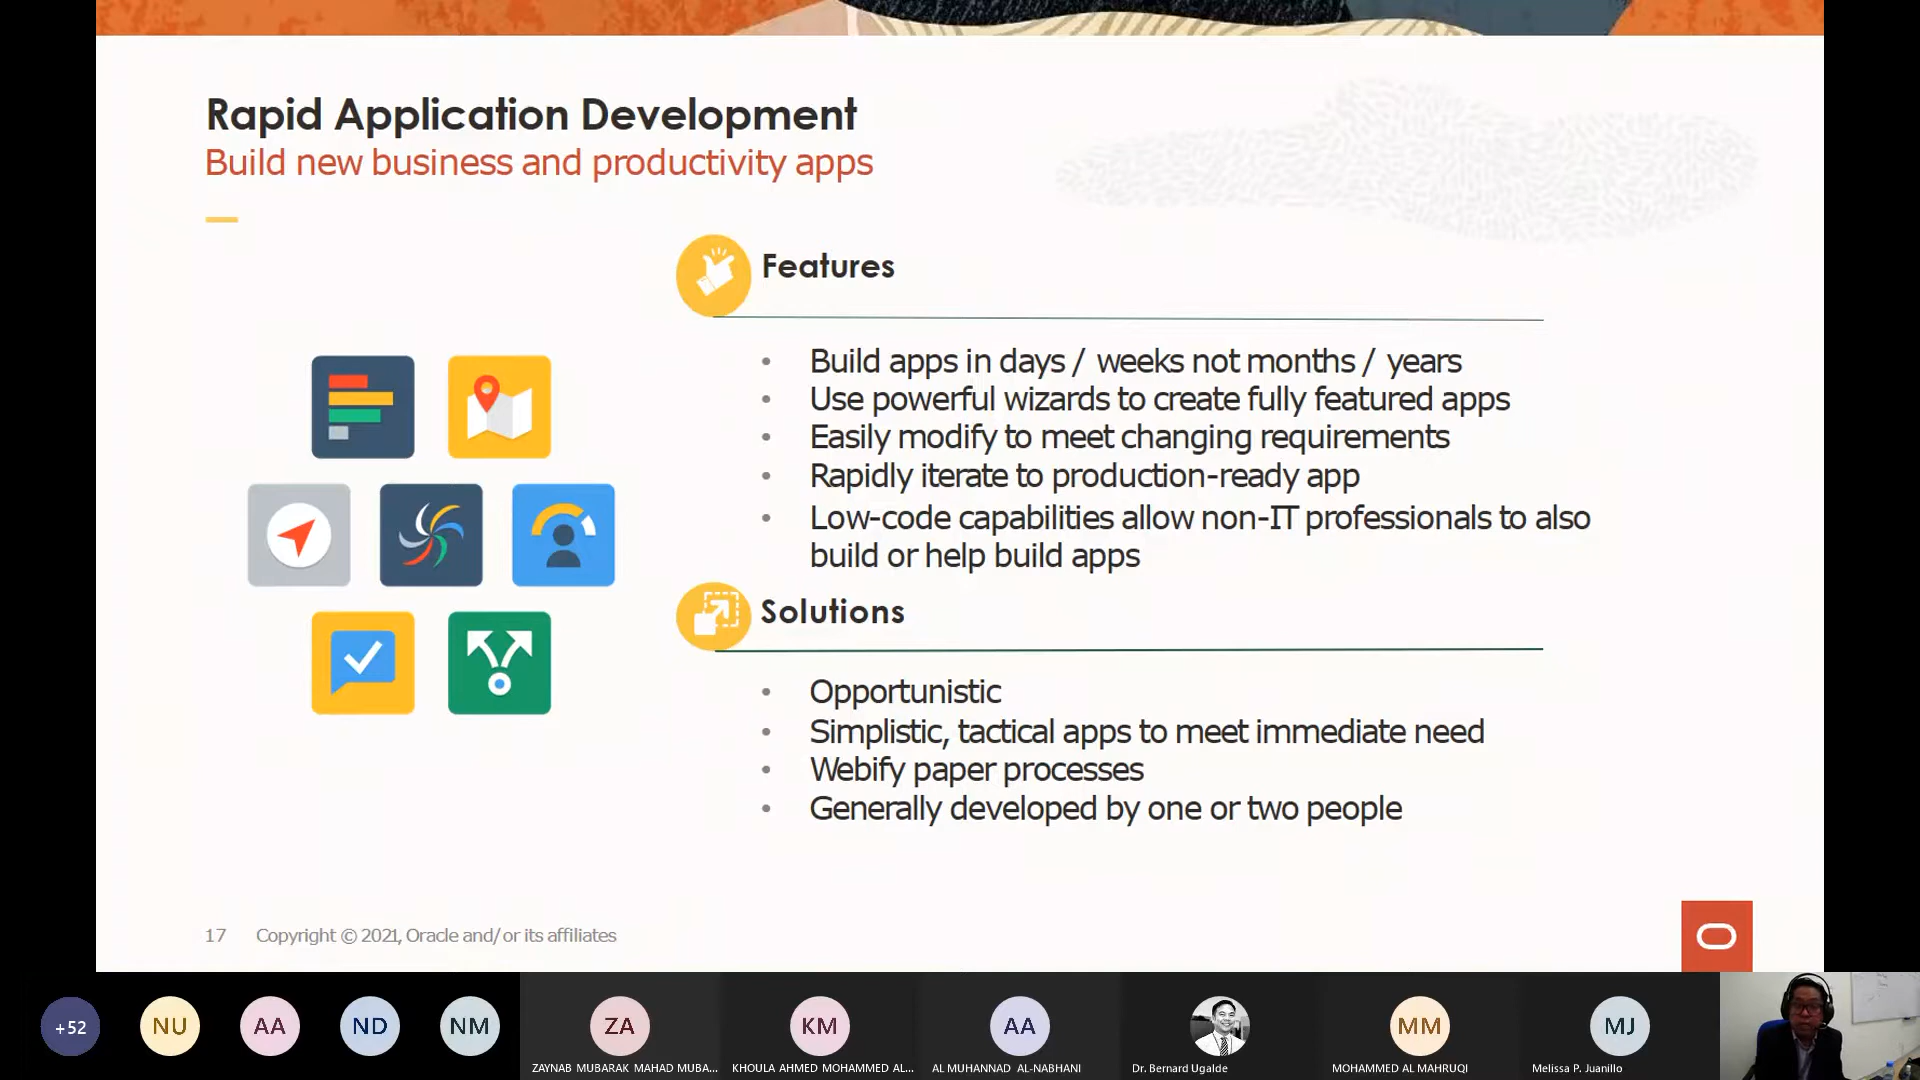 Rapid Application Development
Build new business and productivity apps
Features
• Build apps in days / weeks not months / years
• Use powerful wizards to create fully featured apps
• Easily modify to meet changing requirements
• Rapidly iterate to production-ready app
• Low-code capabilities allow non-IT professionals to also
build or help build apps
Solutions
• Opportunistic
• Simplistic, tactical apps to meet immediate need
• Webify paper processes
• Generally developed by one or two people
17 Copyright © 2021, Oracle and/or its affiliates
+52 NU AA ND NM ZA KM AA MM MJ
ZAYNAB MUBARAK MAHAD MUBA... KHOULA AHMED MOHAMMED AL... AL MUHANNAD AL-NABHANI Dr. Bernard Ugalde MOHAMMED AL MAHRUQI Melissa P. Juanillo